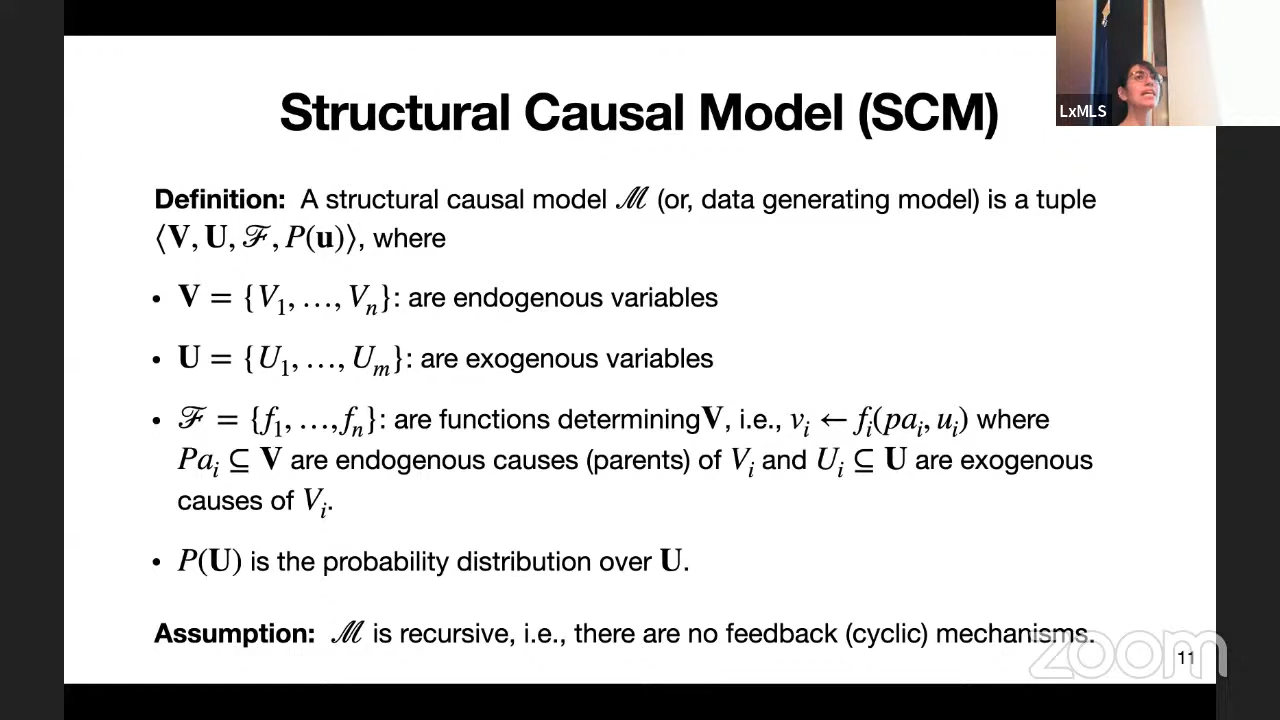 Structural Causal Model (SCM)
LxMLS
Definition: A structural causal model ℳ (or, data generating model) is a tuple
⟨V, U, ℱ, P(u)⟩, where
• V = {V₁, …, Vₙ}: are endogenous variables
• U = {U₁, …, Uₘ}: are exogenous variables
• ℱ = {f₁, …,fₙ}: are functions determiningV, i.e., vᵢ ← fᵢ(paᵢ, uᵢ) where
Paᵢ ⊆ V are endogenous causes (parents) of Vᵢ and Uᵢ ⊆ U are exogenous
causes of Vᵢ.
• P(U) is the probability distribution over U.
Assumption: ℳ is recursive, i.e., there are no feedback (cyclic) mechanisms.
zoom
11